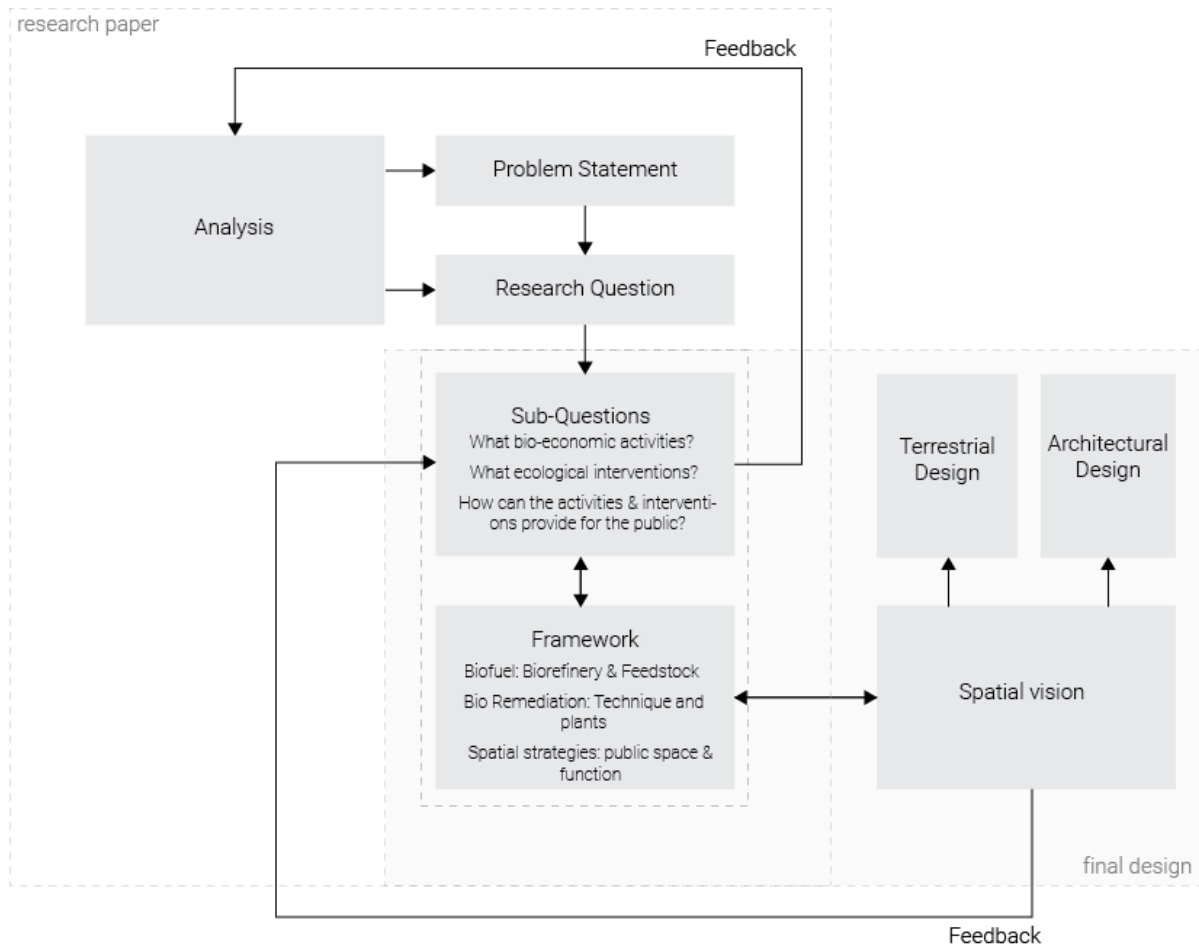 research paper
Feedback
Problem Statement
Analysis
Research Question
Sub-Questions
What bio-economic activities?
What ecological interventions?
How can the activities & interventi-
ons provide for the public?
Terrestrial
Design
Architectural
Design
Framework
Biofuel: Biorefinery & Feedstock
Bio Remediation: Technique and
plants
Spatial strategies: public space &
function
Spatial vision
final design
Feedback